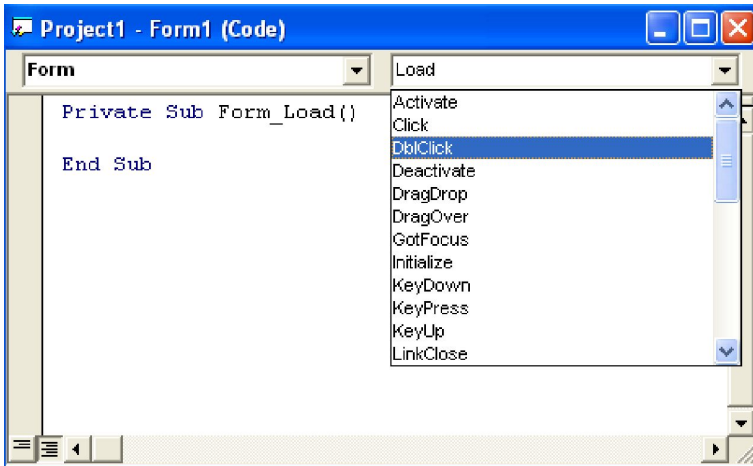 Project1 - Form1 (Code)
Form
Load
Private Sub Form_Load()
End Sub
Activate
Click
DblClick
Deactivate
DragDrop
DragOver
GotFocus
Initialize
KeyDown
KeyPress
KeyUp
LinkClose